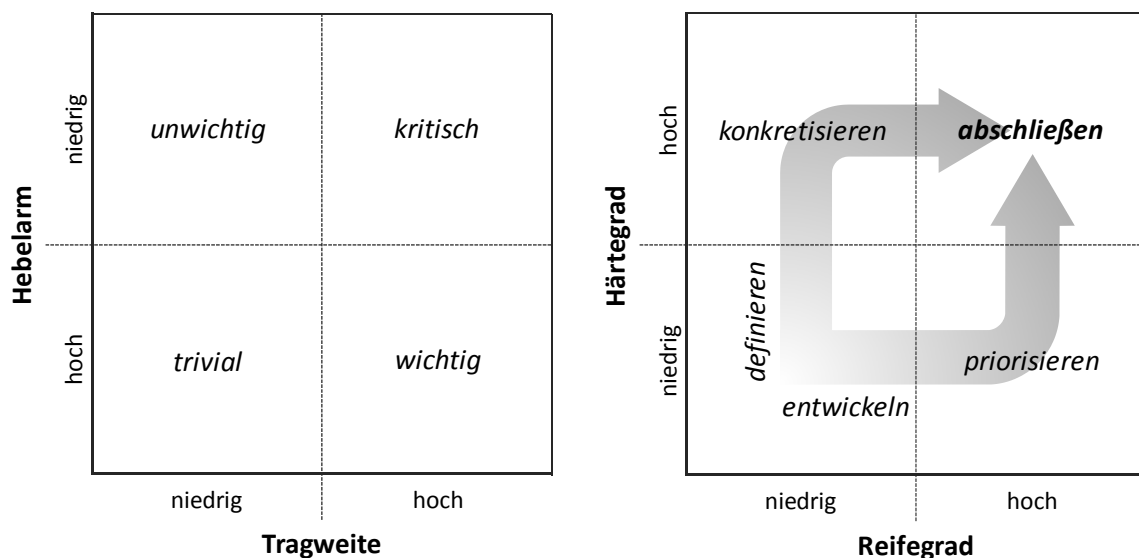 Hebelarm
niedrig
hoch
unwichtig
kritisch
trivial
wichtig
niedrig
hoch
Tragweite
Härtegrad
hoch
niedrig
konkretisieren
abschließen
definieren
priorisieren
entwickeln
niedrig
hoch
Reifegrad